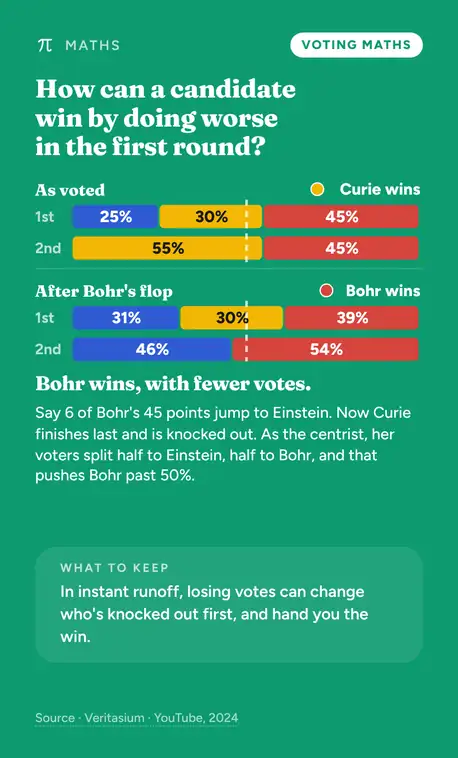 π MATHS
VOTING MATHS
How can a candidate
win by doing worse
in the first round?
As voted
Curie wins
1st 25% 30% 45%
2nd 55% 45%
After Bohr's flop
Bohr wins
1st 31% 30% 39%
2nd 46% 54%
Bohr wins, with fewer votes.
Say 6 of Bohr's 45 points jump to Einstein. Now Curie
finishes last and is knocked out. As the centrist, her
voters split half to Einstein, half to Bohr, and that
pushes Bohr past 50%.
WHAT TO KEEP
In instant runoff, losing votes can change
who's knocked out first, and hand you the
win.
Source · Veritasium · YouTube, 2024